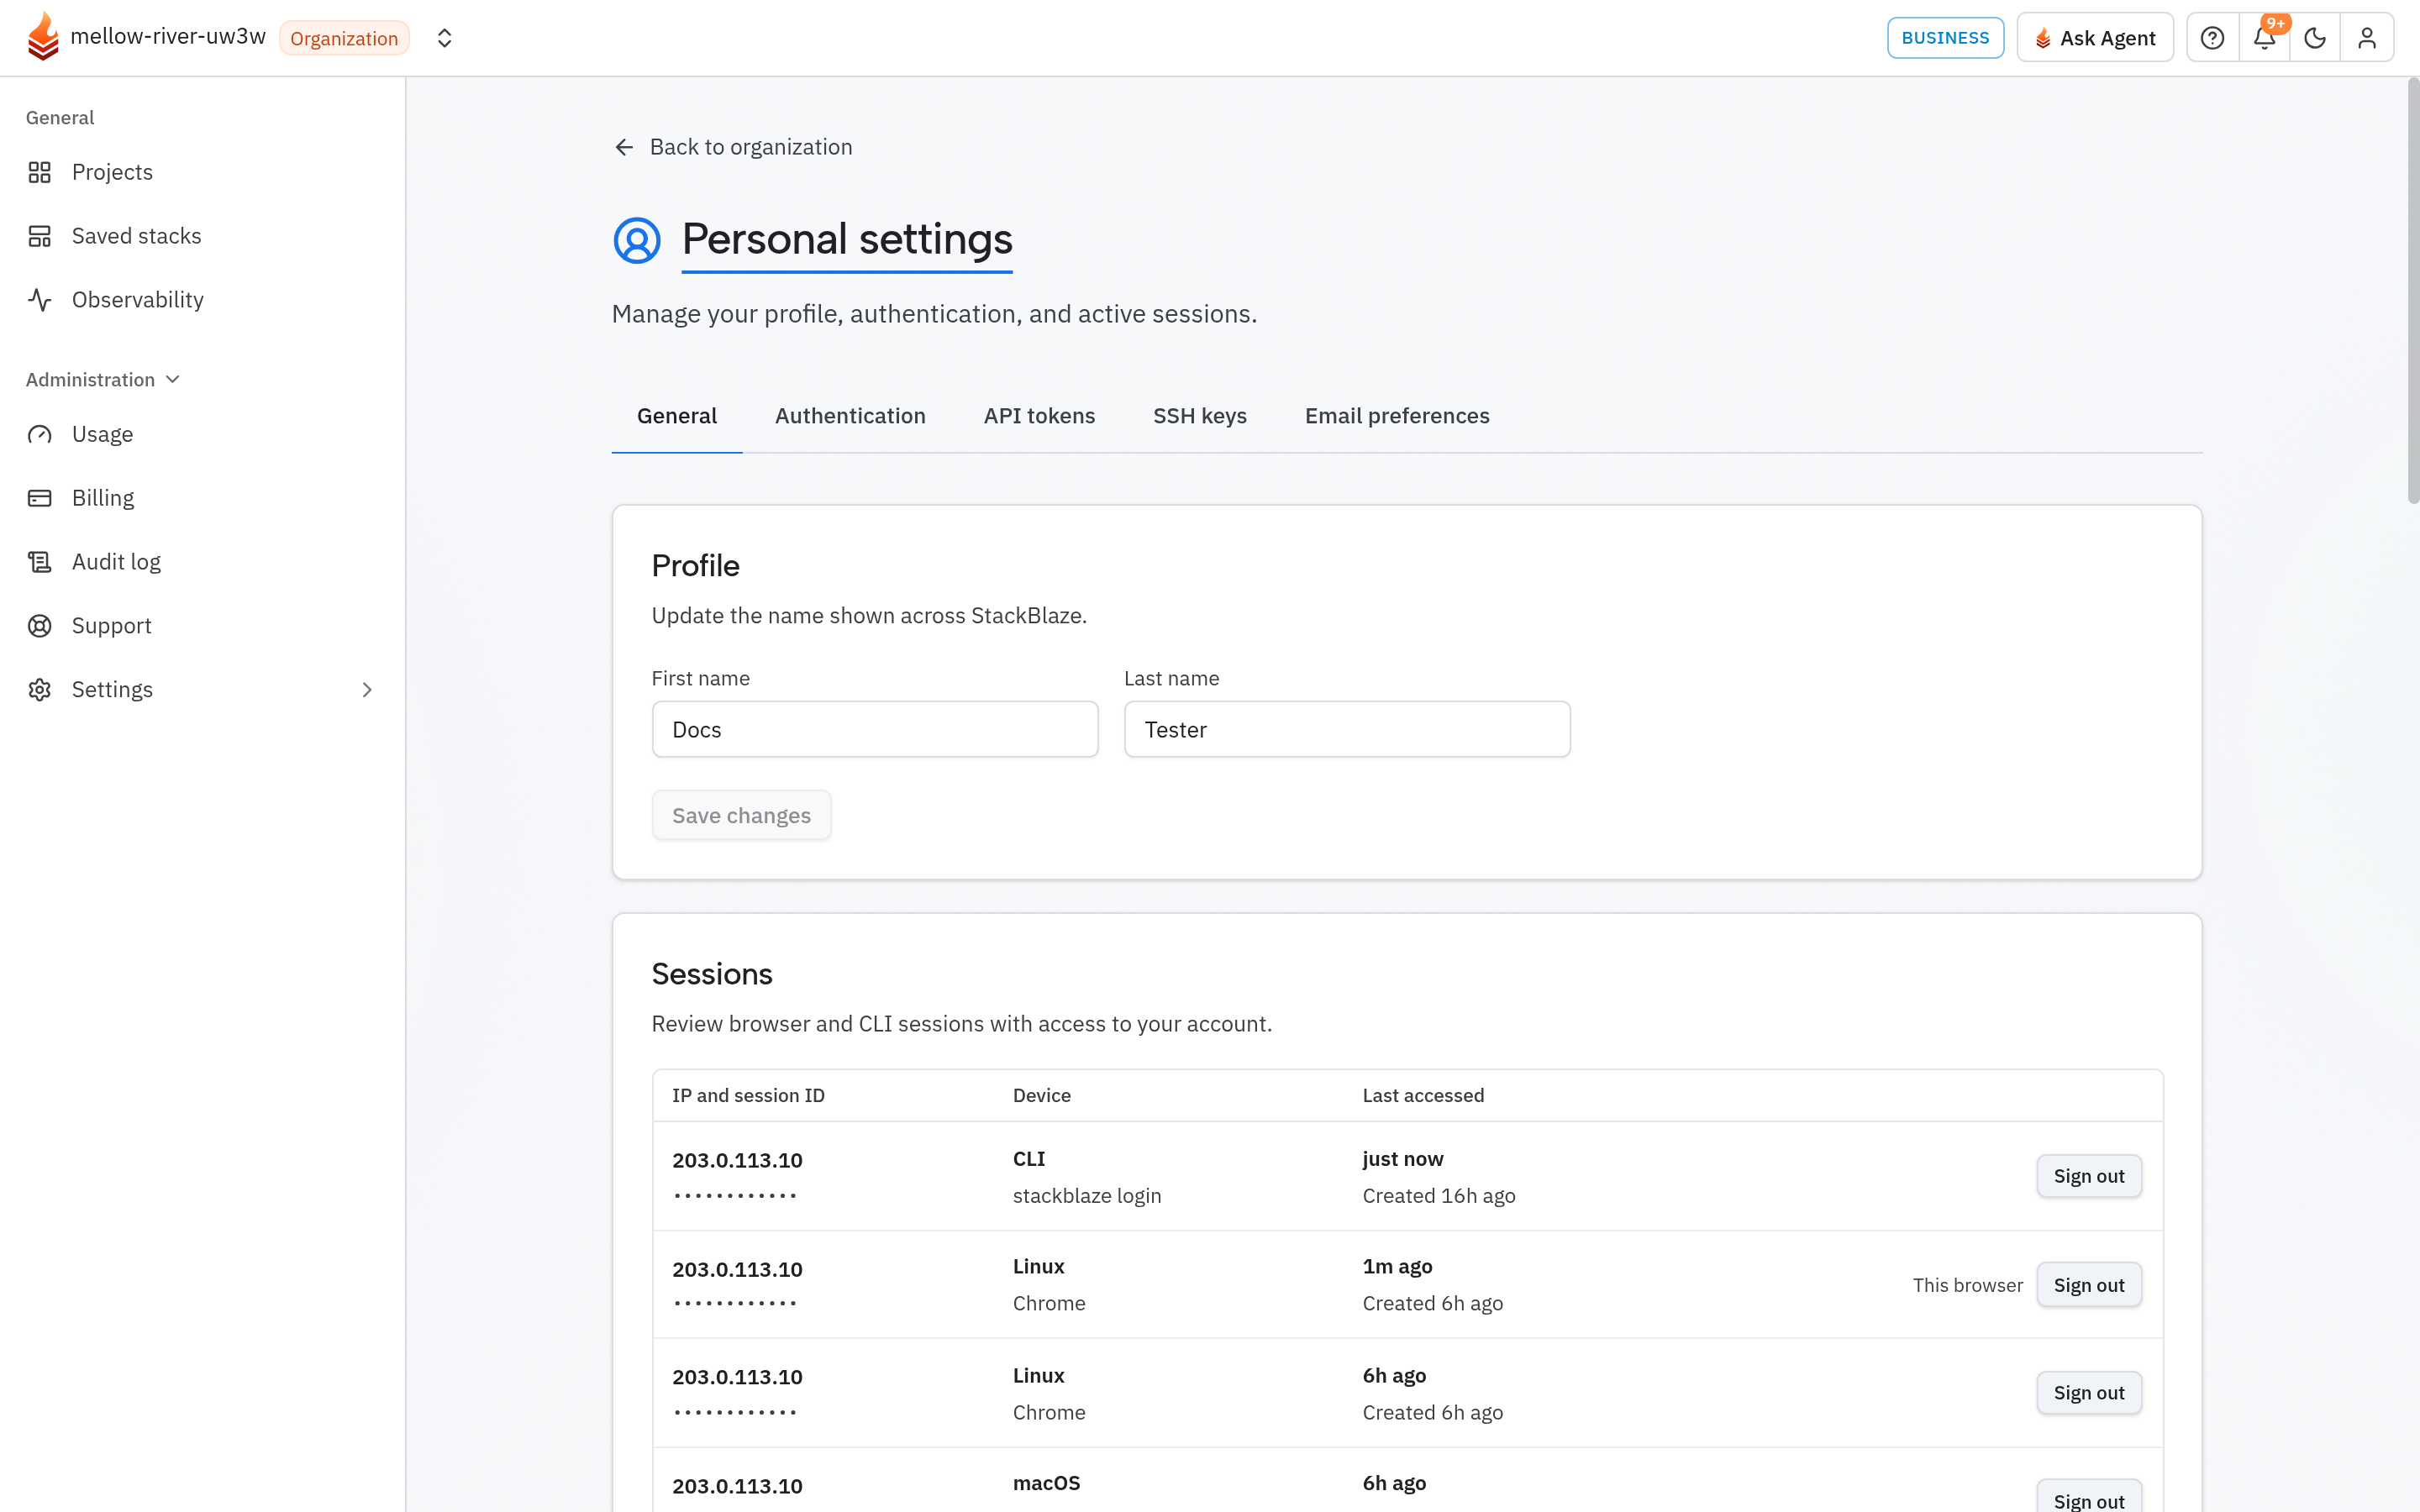 mellow-river-uw3w Organization
BUSINESS
Ask Agent
9+
General
Projects
Saved stacks
Observability
Administration
Usage
Billing
Audit log
Support
Settings
Back to organization
Personal settings
Manage your profile, authentication, and active sessions.
General Authentication API tokens SSH keys Email preferences
Profile
Update the name shown across StackBlaze.
First name Last name
Docs Tester
Save changes
Sessions
Review browser and CLI sessions with access to your account.
IP and session ID Device Last accessed
203.0.113.10 CLI just now
•••••••••••• stackblaze login Created 16h ago
Sign out
203.0.113.10 Linux 1m ago
•••••••••••• Chrome Created 6h ago
This browser Sign out
203.0.113.10 Linux 6h ago
•••••••••••• Chrome Created 6h ago
Sign out
203.0.113.10 macOS 6h ago
Sign out